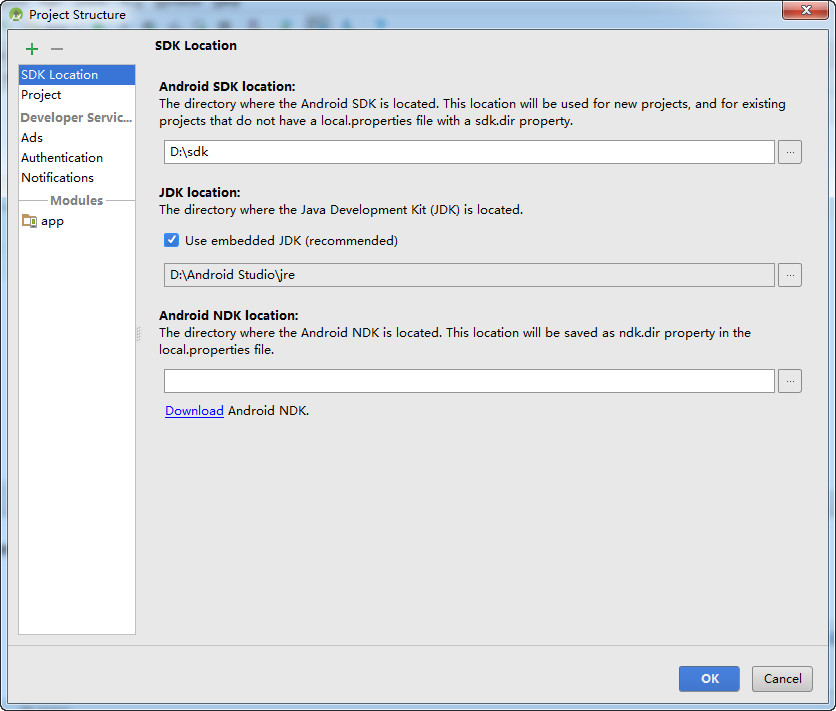 Project Structure
SDK Location
Project
Developer Servic...
Ads
Authentication
Notifications
Modules
app
SDK Location
Android SDK location:
The directory where the Android SDK is located. This location will be used for new projects, and for existing
projects that do not have a local.properties file with a sdk.dir property.
D:\sdk
...
JDK location:
The directory where the Java Development Kit (JDK) is located.
Use embedded JDK (recommended)
D:\Android Studio\jre
...
Android NDK location:
The directory where the Android NDK is located. This location will be saved as ndk.dir property in the
local.properties file.
...
Download Android NDK.
OK
Cancel